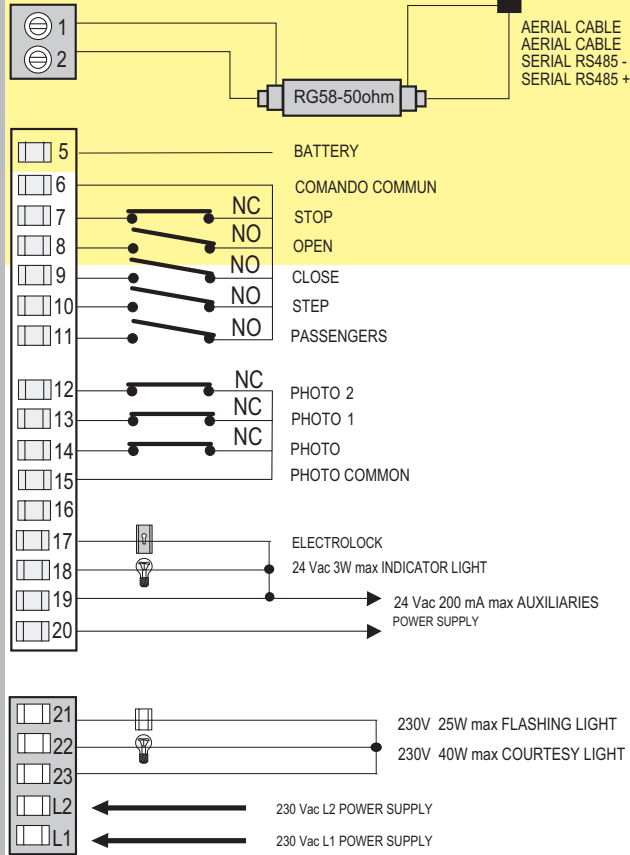 1
AERIAL CABLE
AERIAL CABLE
2
SERIAL RS485 -
SERIAL RS485 +
RG58-50ohm
5 BATTERY
6 COMANDO COMMUN
7 NC STOP
8 NO OPEN
9 NO CLOSE
10 NO STEP
11 NO PASSENGERS
12 NC PHOTO 2
13 NC PHOTO 1
14 NC PHOTO
15 PHOTO COMMON
16
17 ELECTROLOCK
18 24 Vac 3W max INDICATOR LIGHT
19 24 Vac 200 mA max AUXILIARIES
20 POWER SUPPLY
21 230V 25W max FLASHING LIGHT
22 230V 40W max COURTESY LIGHT
23
L2 230 Vac L2 POWER SUPPLY
L1 230 Vac L1 POWER SUPPLY